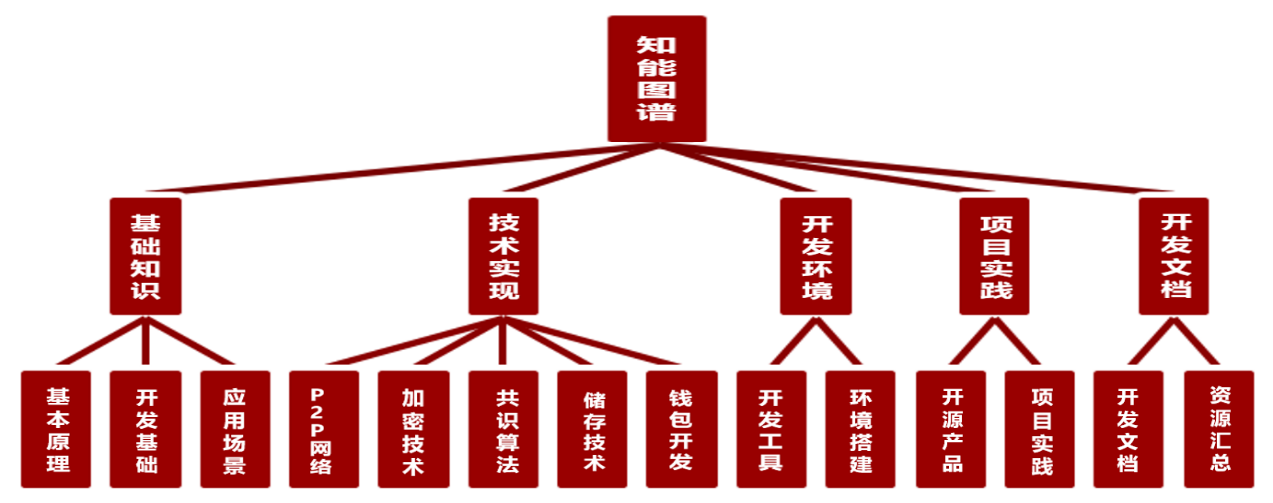 知能图谱
基础知识
技术实现
开发环境
项目实践
开发文档
基本原理
开发基础
应用场景
P2P网络
加密技术
共识算法
储存技术
钱包开发
开发工具
环境搭建
开源产品
项目实践
开发文档
资源汇总